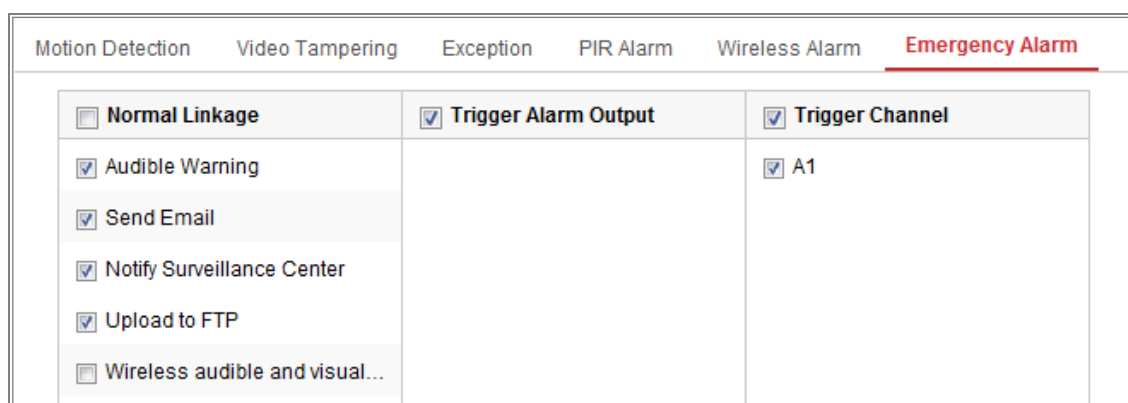 Motion Detection Video Tampering Exception PIR Alarm Wireless Alarm Emergency Alarm
Normal Linkage Trigger Alarm Output Trigger Channel
Audible Warning A1
Send Email
Notify Surveillance Center
Upload to FTP
Wireless audible and visual...